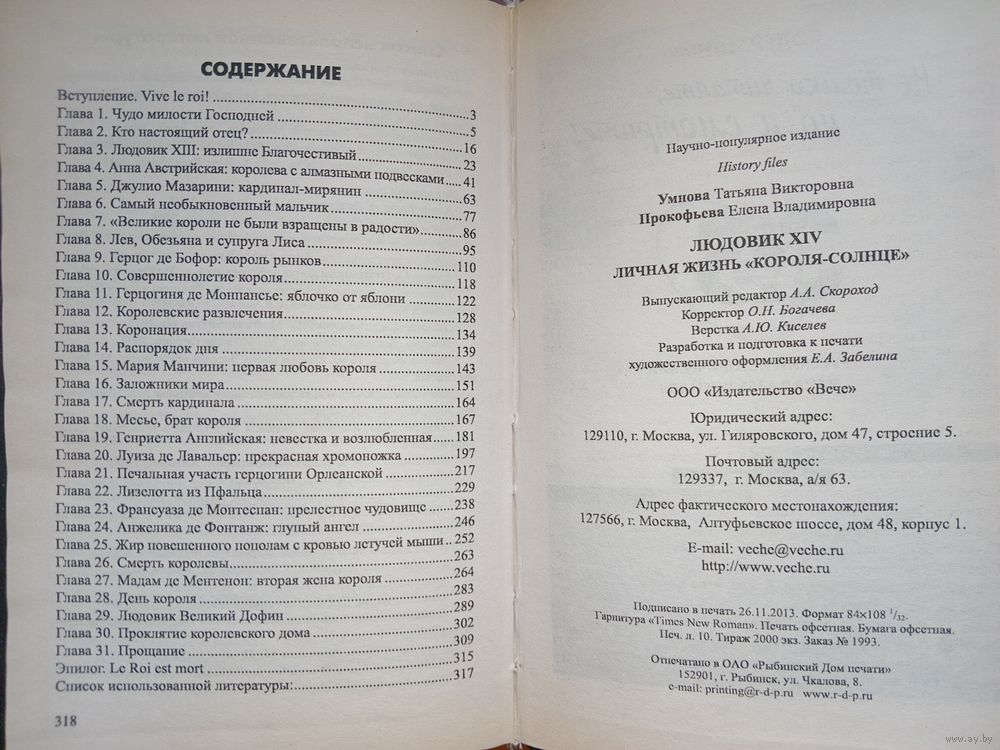 СОДЕРЖАНИЕ
Вступление. Vive le roi! ........ 3
Глава 1. Чудо милости Господней ........ 5
Глава 2. Кто настоящий отец? ........ 16
Глава 3. Людовик XIII: излишне Благочестивый ........ 23
Глава 4. Анна Австрийская: королева с алмазными подвесками ..... 41
Глава 5. Джулио Мазарини: кардинал-мирянин ........ 63
Глава 6. Самый необыкновенный мальчик ........ 77
Глава 7. «Великие короли не были взращены в радости» ........ 86
Глава 8. Лев, Обезьяна и супруга Лиса ........ 95
Глава 9. Герцог де Бофор: король рынков ........ 110
Глава 10. Совершеннолетие короля ........ 118
Глава 11. Герцогиня де Монпансье: яблочко от яблони ........ 122
Глава 12. Королевские развлечения ........ 128
Глава 13. Коронация ........ 134
Глава 14. Распорядок дня ........ 139
Глава 15. Мария Манчини: первая любовь короля ........ 143
Глава 16. Заложники мира ........ 151
Глава 17. Смерть кардинала ........ 164
Глава 18. Месье, брат короля ........ 167
Глава 19. Генриетта Английская: невестка и возлюбленная ..... 181
Глава 20. Луиза де Лавальер: прекрасная хромоножка ........ 197
Глава 21. Печальная участь герцогини Орлеанской ........ 217
Глава 22. Лизелотта из Пфальца ........ 229
Глава 23. Франсуаза де Монтеспан: прелестное чудовище ..... 238
Глава 24. Анжелика де Фонтанж: глупый ангел ........ 246
Глава 25. Жир повешенного пополам с кровью летучей мыши .. 252
Глава 26. Смерть королевы ........ 263
Глава 27. Мадам де Ментенон: вторая жена короля ........ 264
Глава 28. День короля ........ 283
Глава 29. Людовик Великий Дофин ........ 289
Глава 30. Проклятие королевского дома ........ 302
Глава 31. Прощание ........ 309
Эпилог. Le Roi est mort ........ 315
Список использованной литературы: ........ 317
318
Научно-популярное издание
History files
Умнова Татьяна Викторовна
Прокофьева Елена Владимировна
ЛЮДОВИК XIV
ЛИЧНАЯ ЖИЗНЬ «КОРОЛЯ-СОЛНЦЕ»
Выпускающий редактор А.А. Скороход
Корректор О.Н. Богачева
Верстка А.Ю. Киселев
Разработка и подготовка к печати
художественного оформления Е.А. Забелина
ООО «Издательство «Вече»
Юридический адрес:
129110, г. Москва, ул. Гиляровского, дом 47, строение 5.
Почтовый адрес:
129337, г. Москва, а/я 63.
Адрес фактического местонахождения:
127566, г. Москва, Алтуфьевское шоссе, дом 48, корпус 1.
E-mail: veche@veche.ru
http://www.veche.ru
Подписано в печать 26.11.2013. Формат 84×108 1/32.
Гарнитура «Times New Roman». Печать офсетная. Бумага офсетная.
Печ. л. 10. Тираж 2000 экз. Заказ № 1993.
Отпечатано в ОАО «Рыбинский Дом печати»
152901, г. Рыбинск, ул. Чкалова, 8.
e-mail: printing@r-d-p.ru www.r-d-p.ru
www.ay.by